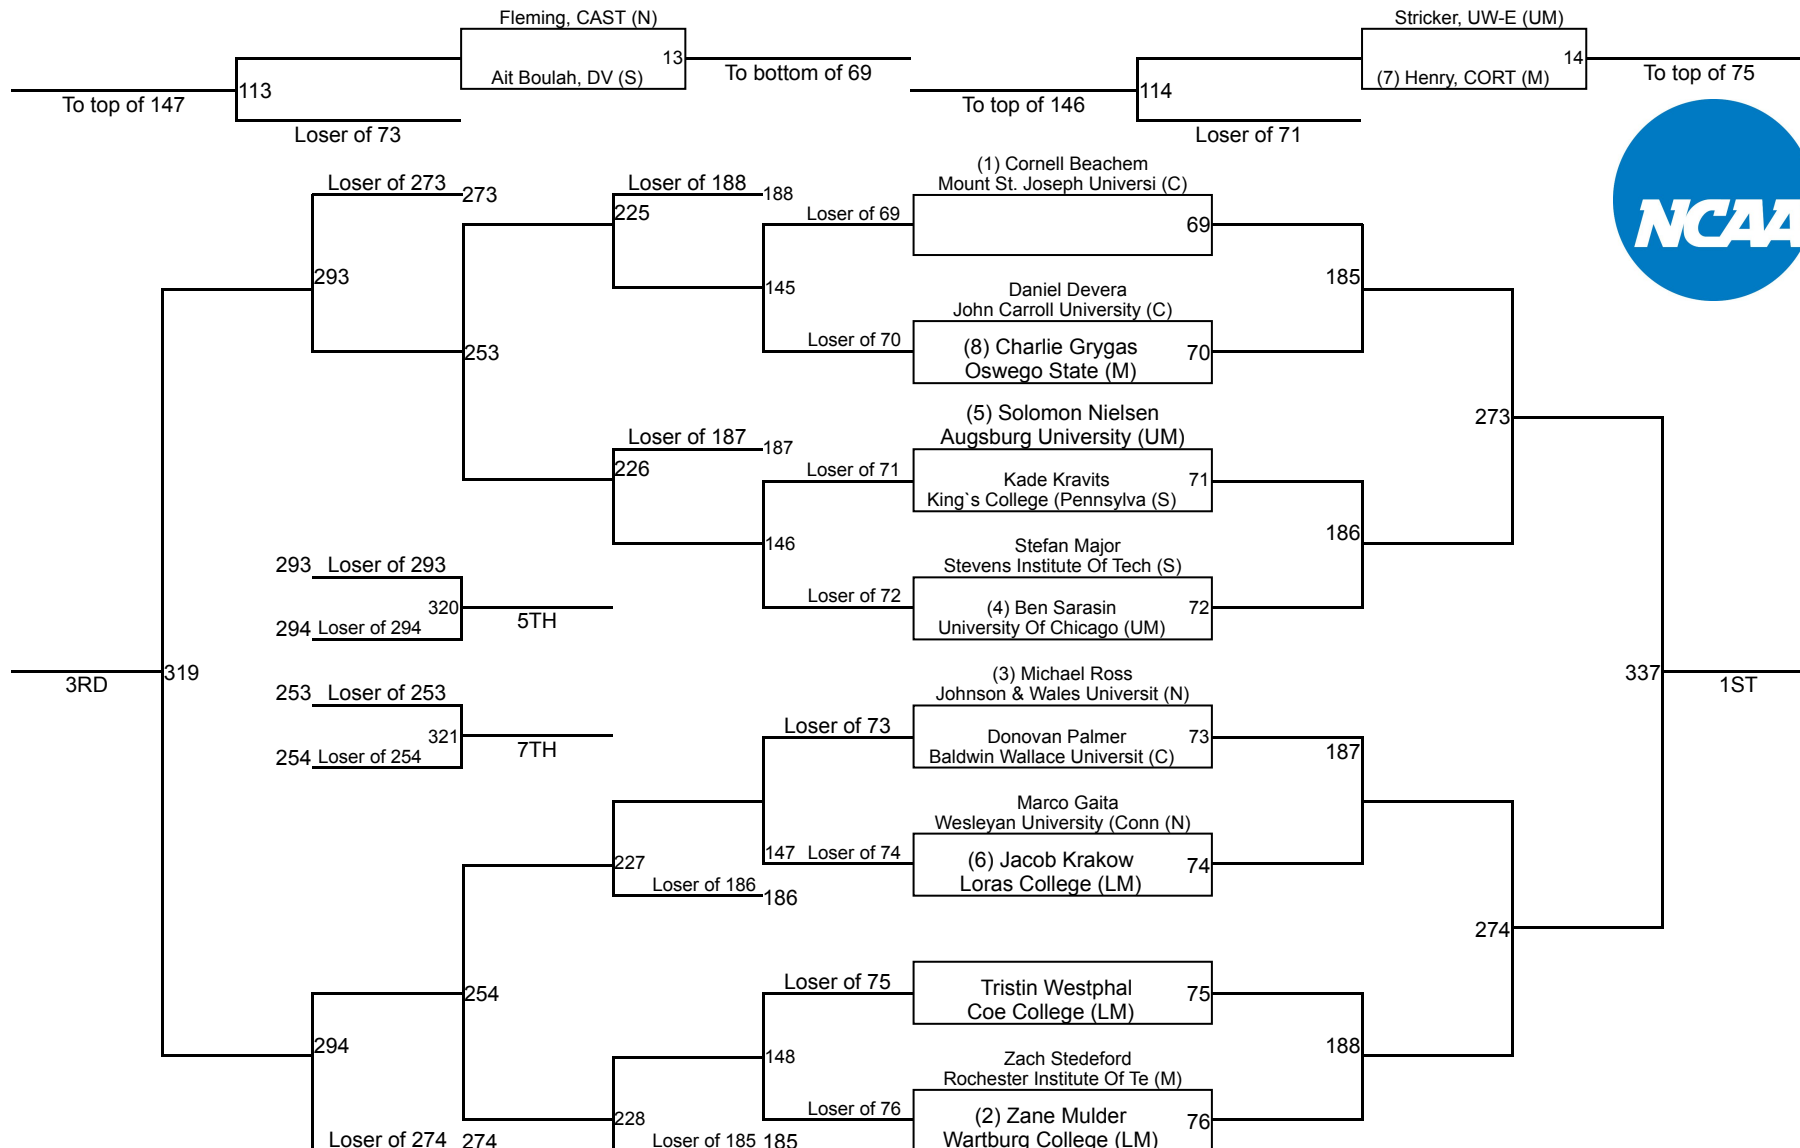 Fleming, CAST (N)
13
Ait Boulah, DV (S)
To bottom of 69
113
To top of 147
Loser of 73
Stricker, UW-E (UM)
14
(7) Henry, CORT (M)
To top of 75
114
To top of 146
Loser of 71
NCAA
(1) Cornell Beachem
Mount St. Joseph Universi (C)
Loser of 273
273
Loser of 188
188
225
Loser of 69
69
293
145
185
Daniel Devera
John Carroll University (C)
Loser of 70
(8) Charlie Grygas
70
Oswego State (M)
253
(5) Solomon Nielsen
Augsburg University (UM)
273
Loser of 187
187
226
Loser of 71
Kade Kravits
71
King`s College (Pennsylva (S)
146
186
Stefan Major
Stevens Institute Of Tech (S)
293 Loser of 293
320
5TH
294 Loser of 294
Loser of 72
(4) Ben Sarasin
72
University Of Chicago (UM)
3RD
319
337
1ST
(3) Michael Ross
Johnson & Wales Universit (N)
253 Loser of 253
321
7TH
254 Loser of 254
Loser of 73
Donovan Palmer
73
Baldwin Wallace Universit (C)
187
Marco Gaita
Wesleyan University (Conn (N)
147 Loser of 74
(6) Jacob Krakow
74
Loras College (LM)
227
Loser of 186
186
274
Loser of 75
Tristin Westphal
75
Coe College (LM)
254
294
148
188
Zach Stedeford
Rochester Institute Of Te (M)
Loser of 76
(2) Zane Mulder
76
Wartburg College (LM)
228
Loser of 274 274
Loser of 185 185